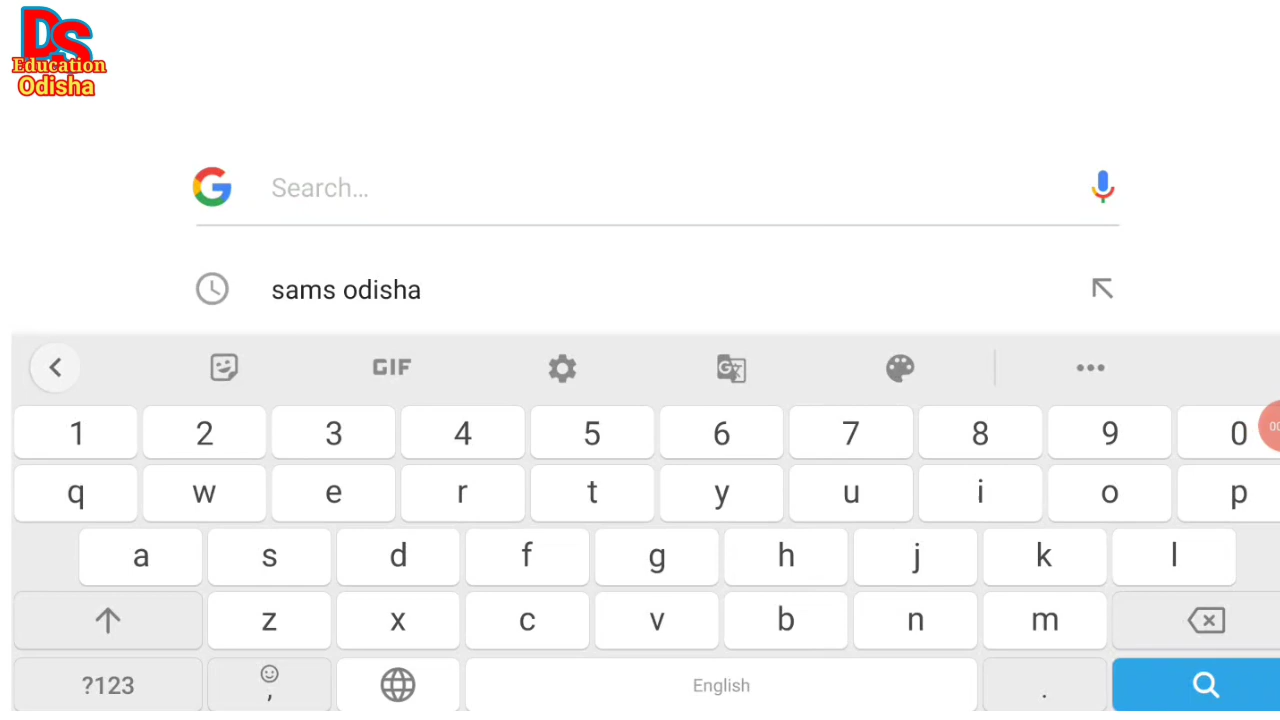 DS
Education
Odisha
G Search...
sams odisha
GIF G
1 2 3 4 5 6 7 8 9 0
00
q w e r t y u i o p
a s d f g h j k l
z x c v b n m
?123 , English .